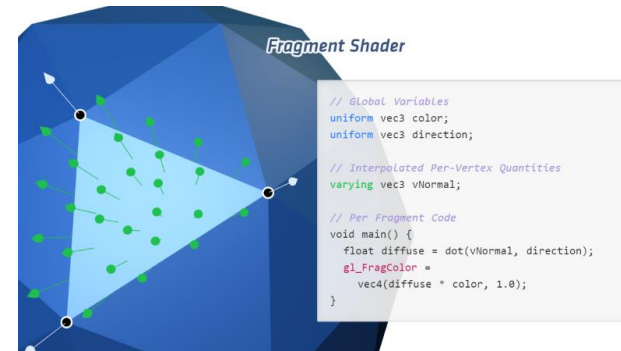 Fragment Shader
// Global Variables
uniform vec3 color;
uniform vec3 direction;
// Interpolated Per-Vertex Quantities
varying vec3 vNormal;
// Per Fragment Code
void main() {
float diffuse = dot(vNormal, direction);
gl_FragColor =
vec4(diffuse * color, 1.0);
}